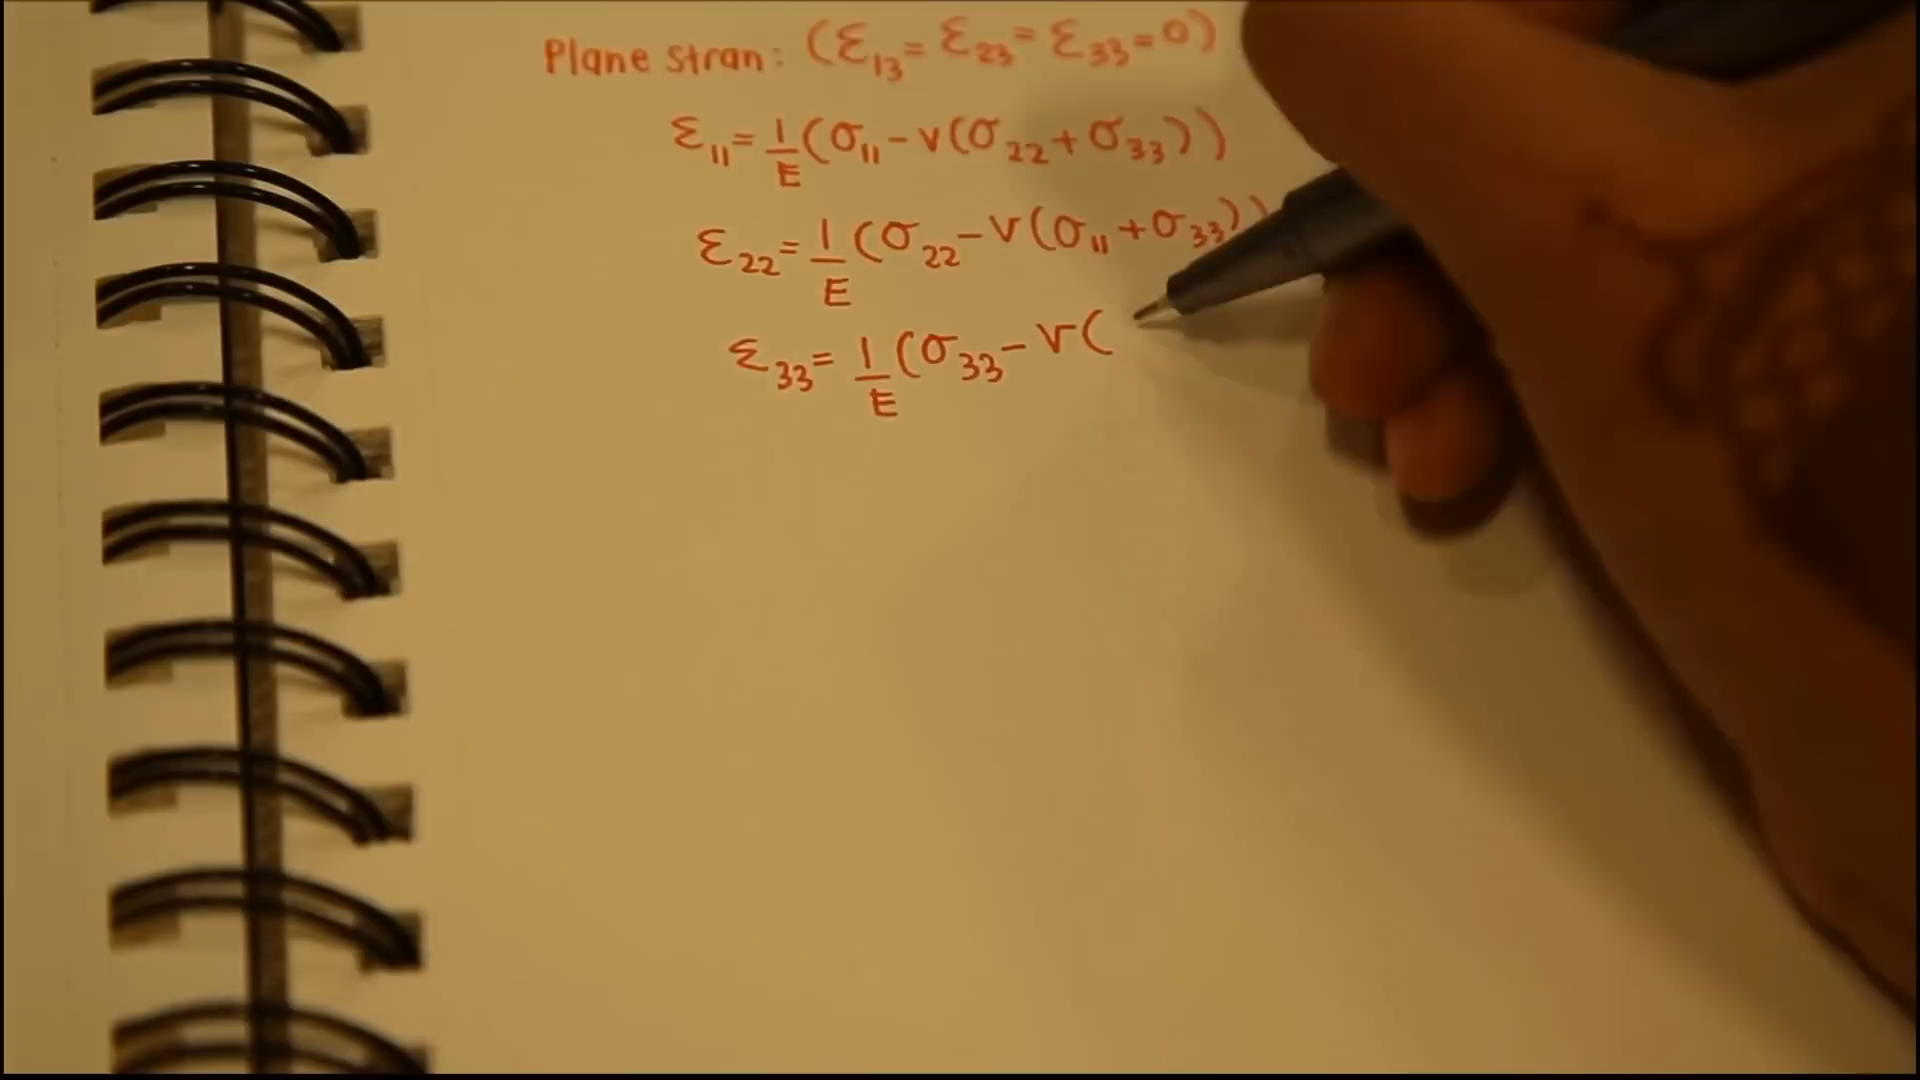 Plane stran: (ε₁₃ = ε₂₃ = ε₃₃ = 0)
ε₁₁ = 1/E (σ₁₁ - ν(σ₂₂ + σ₃₃))
ε₂₂ = 1/E (σ₂₂ - ν(σ₁₁ + σ₃₃))
ε₃₃ = 1/E (σ₃₃ - ν(